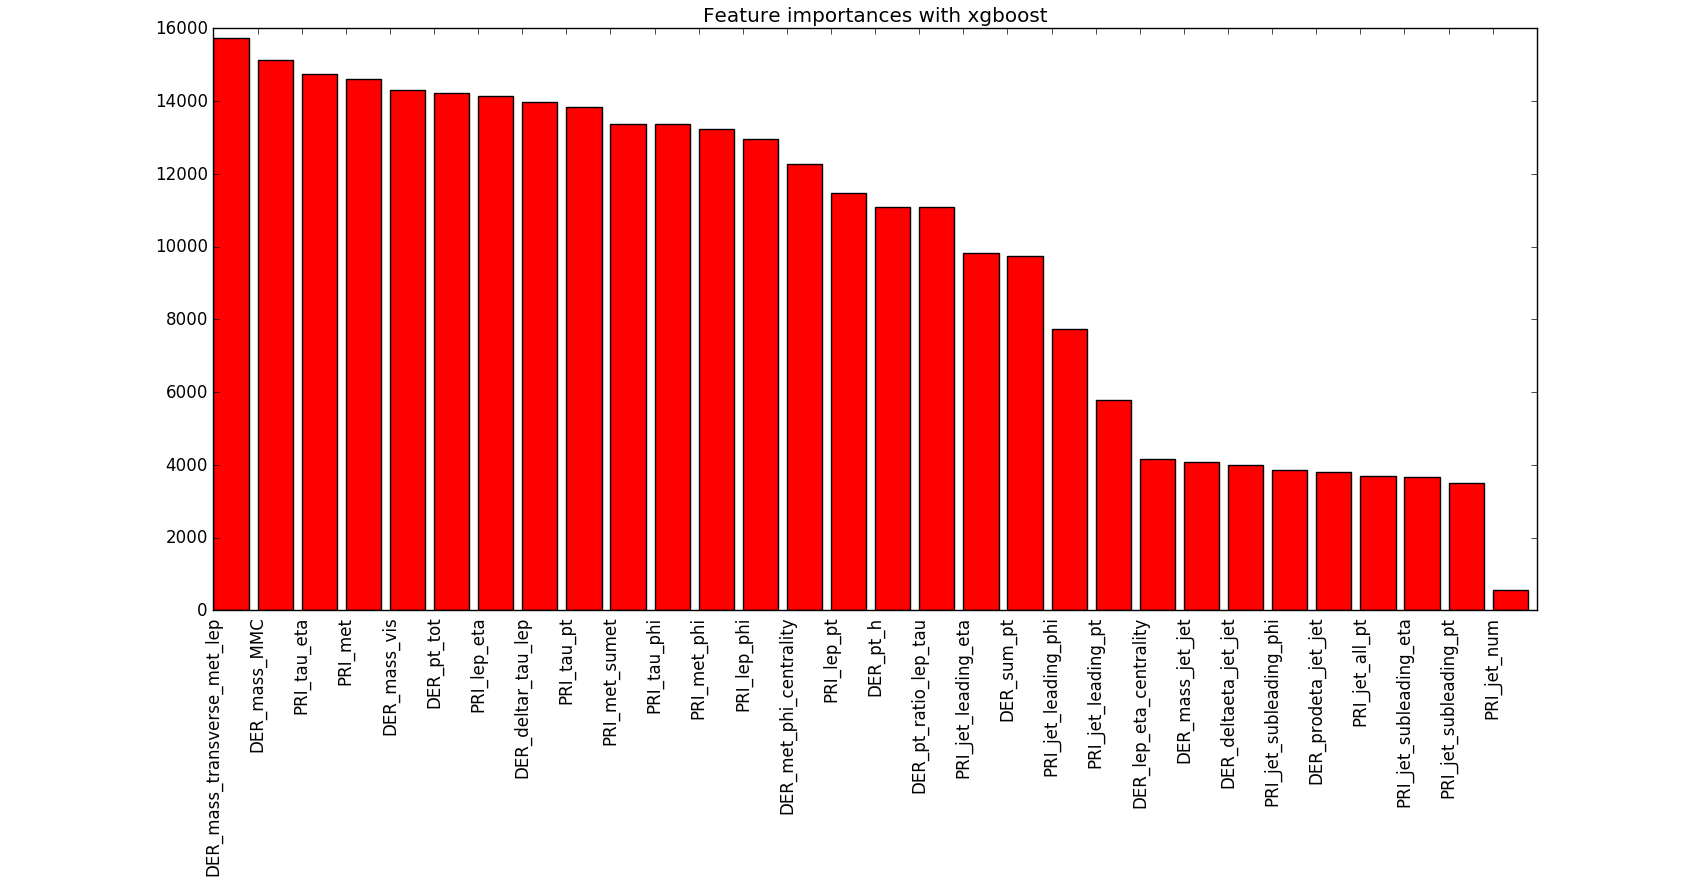 Feature importances with xgboost
16000
14000
12000
10000
8000
6000
4000
2000
0
DER_mass_transverse_met_lep
DER_mass_MMC
PRI_tau_eta
PRI_met
DER_mass_vis
DER_pt_tot
PRI_lep_eta
DER_deltar_tau_lep
PRI_tau_pt
PRI_met_sumet
PRI_tau_phi
PRI_met_phi
PRI_lep_phi
DER_met_phi_centrality
PRI_lep_pt
DER_pt_h
DER_pt_ratio_lep_tau
PRI_jet_leading_eta
DER_sum_pt
PRI_jet_leading_phi
PRI_jet_leading_pt
DER_lep_eta_centrality
DER_mass_jet_jet
DER_deltaeta_jet_jet
PRI_jet_subleading_phi
DER_prodeta_jet_jet
PRI_jet_all_pt
PRI_jet_subleading_eta
PRI_jet_subleading_pt
PRI_jet_num